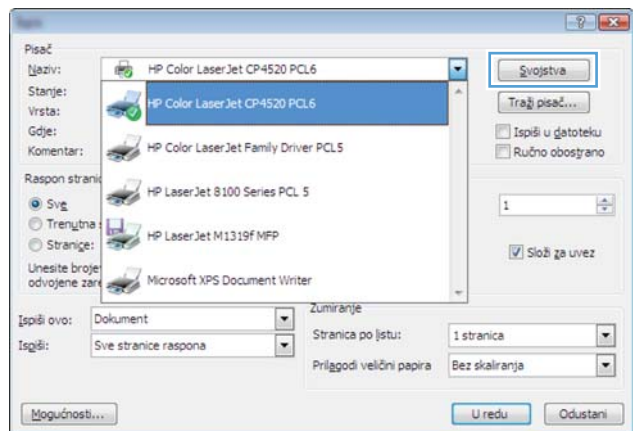 Pisač
Naziv: HP Color LaserJet CP4520 PCL6 Svojstva
Stanje: HP Color LaserJet CP4520 PCL6 Traži pisač...
Vrsta:
Gdje: HP Color LaserJet Family Driver PCL5 Ispiši u datoteku
Komentar: Ručno obostrano
Raspon stranic HP LaserJet 8100 Series PCL 5
Sve 1
Trenutna s HP LaserJet M1319f MFP
Stranice: Složi za uvez
Unesite brojev Microsoft XPS Document Writer
odvojene zare
Zumiranje
Ispiši ovo: Dokument Stranica po listu: 1 stranica
Ispiši: Sve stranice raspona Prilagodi veličini papira Bez skaliranja
Mogućnosti... U redu Odustani